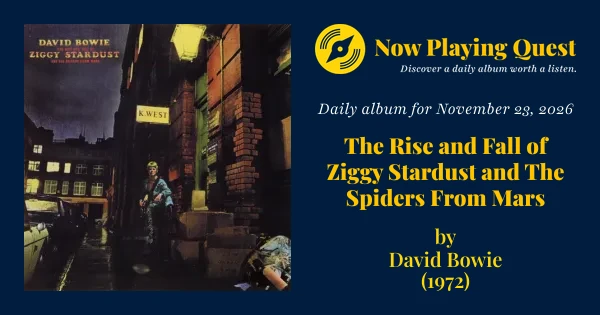 DAVID BOWIE
ZIGGY STARDUST
K.WEST
Now Playing Quest
Discover a daily album worth a listen.
Daily album for November 23, 2026
The Rise and Fall of
Ziggy Stardust and The
Spiders From Mars
by
David Bowie
(1972)